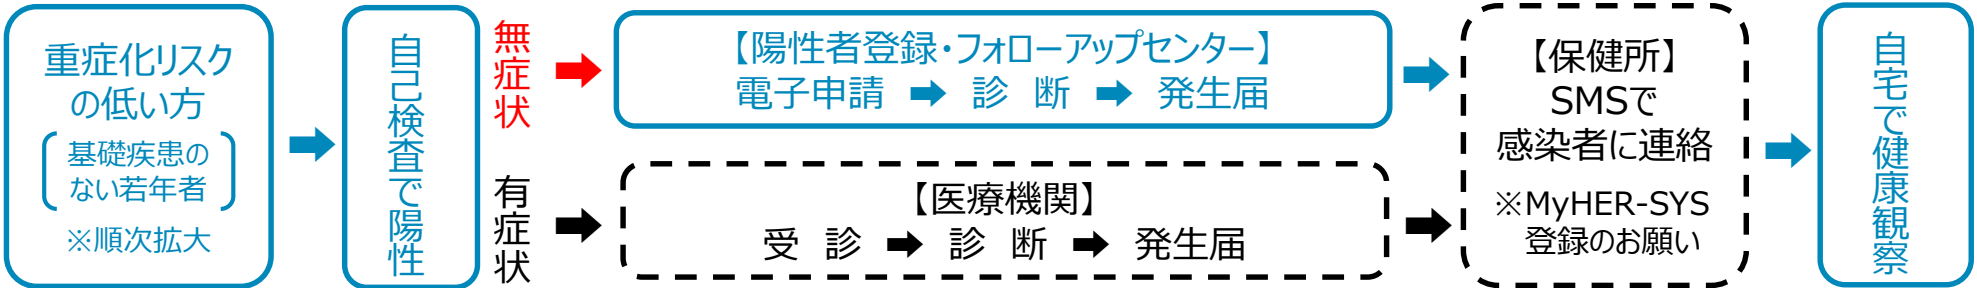 重症化リスク
の低い方
基礎疾患の
ない若年者
※順次拡大
自己検査で陽性
無症状
【陽性者登録・フォローアップセンター】
電子申請 ➡ 診 断 ➡ 発生届
有症状
【医療機関】
受 診 ➡ 診 断 ➡ 発生届
【保健所】
SMSで
感染者に連絡
※MyHER-SYS
登録のお願い
自宅で健康観察